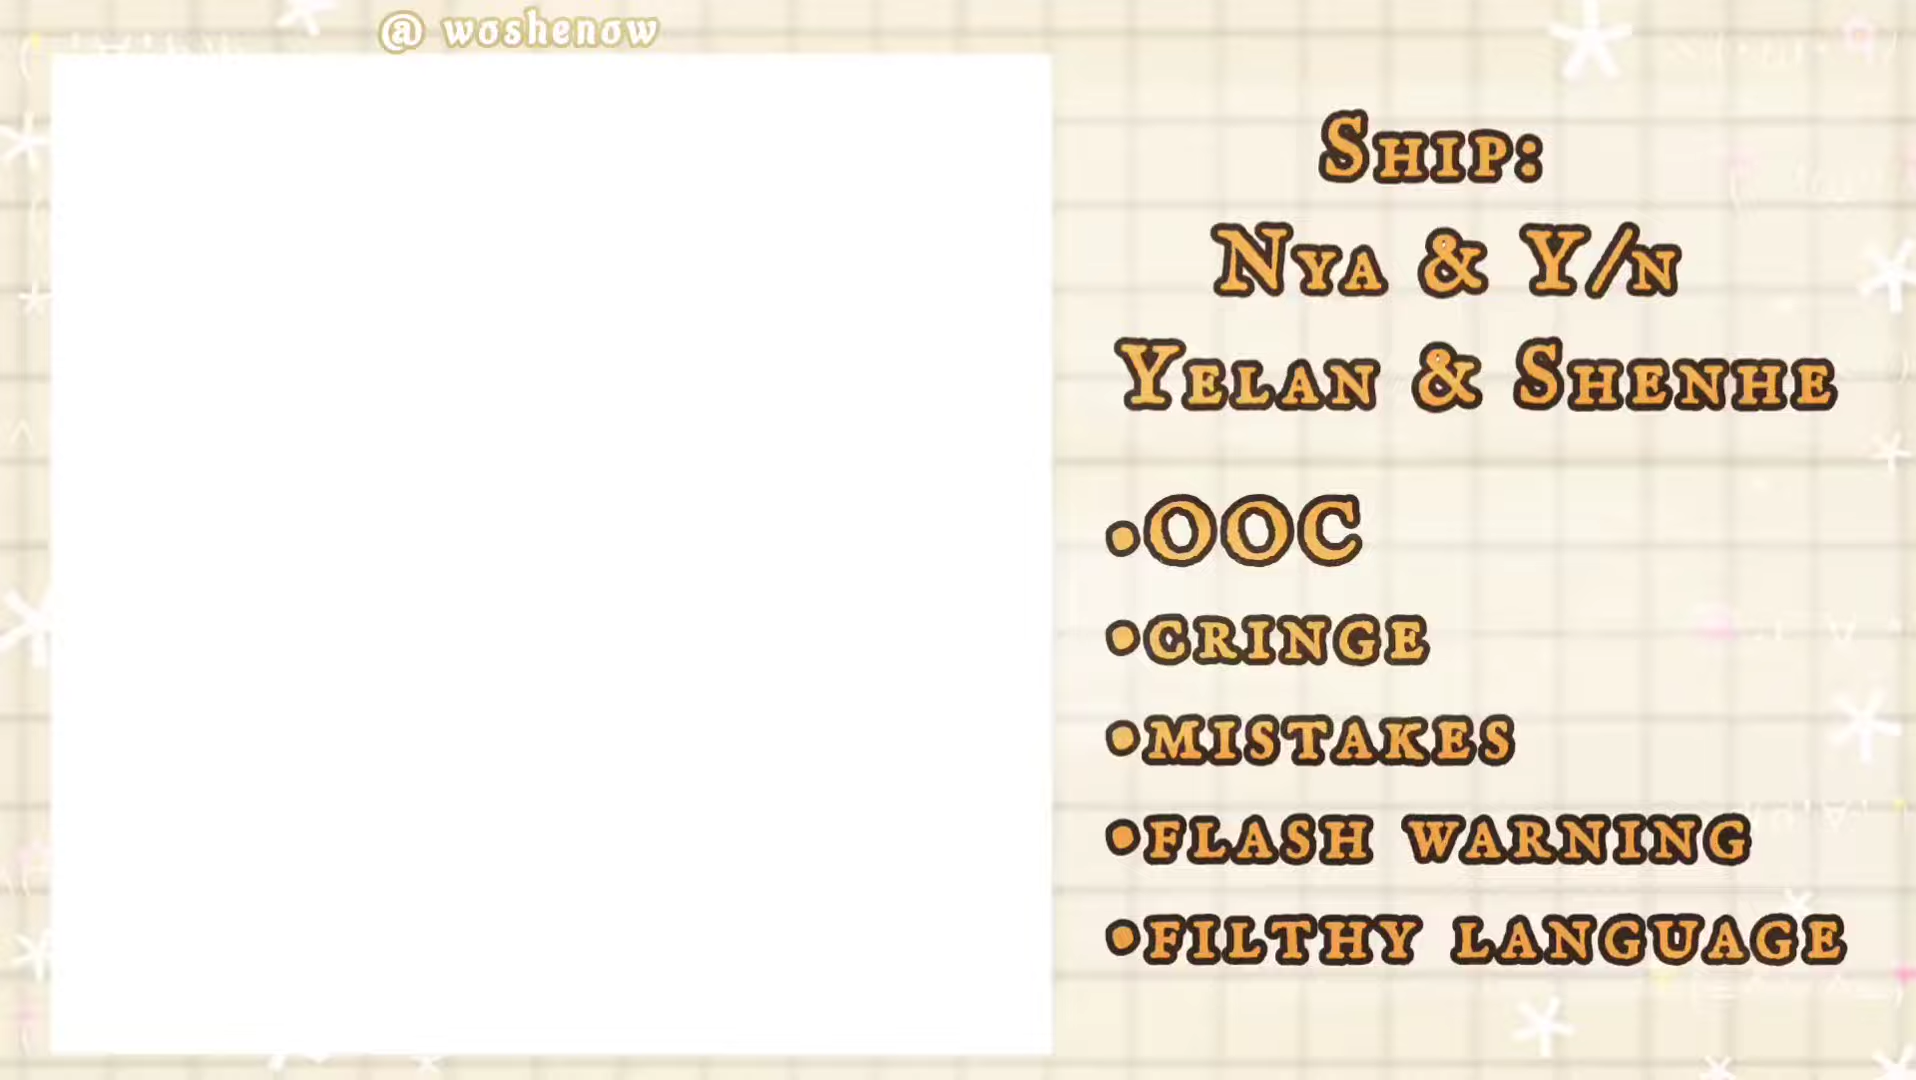 @ woshenow
Ship:
Nya & Y/n
Yelan & Shenhe
•OOC
•cringe
•mistakes
•flash warning
•filthy language